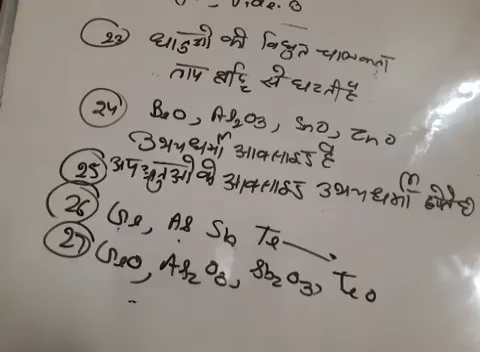 23 धातुओ की विद्युत चालकता
ताप वृद्धि से घटती है
24 BeO, Al2O3, SnO, ZnO
उभयधर्मी आक्साइड है
25 उपधातुओ के आक्साइड उभयधर्मी होते है
26 Ge, As Sb Te
27 GeO, As2O3, Sb2O3, TeO